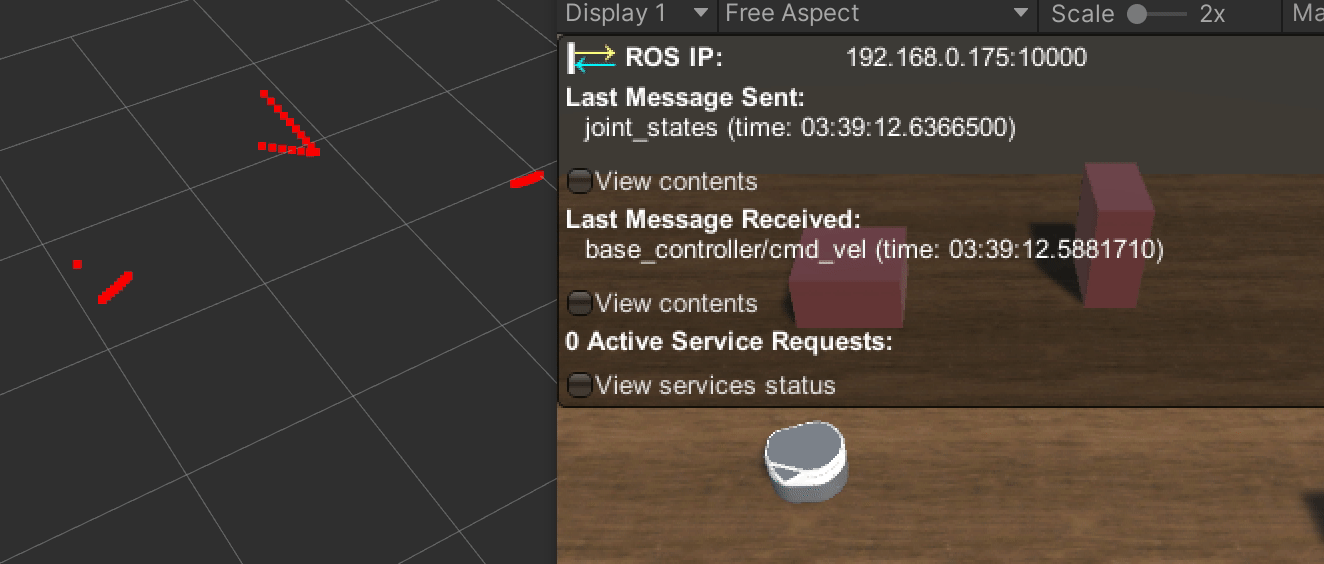 Display 1 Free Aspect Scale 2x Ma
ROS IP: 192.168.0.175:10000
Last Message Sent:
joint_states (time: 03:39:12.6366500)
View contents
Last Message Received:
base_controller/cmd_vel (time: 03:39:12.5881710)
View contents
0 Active Service Requests:
View services status